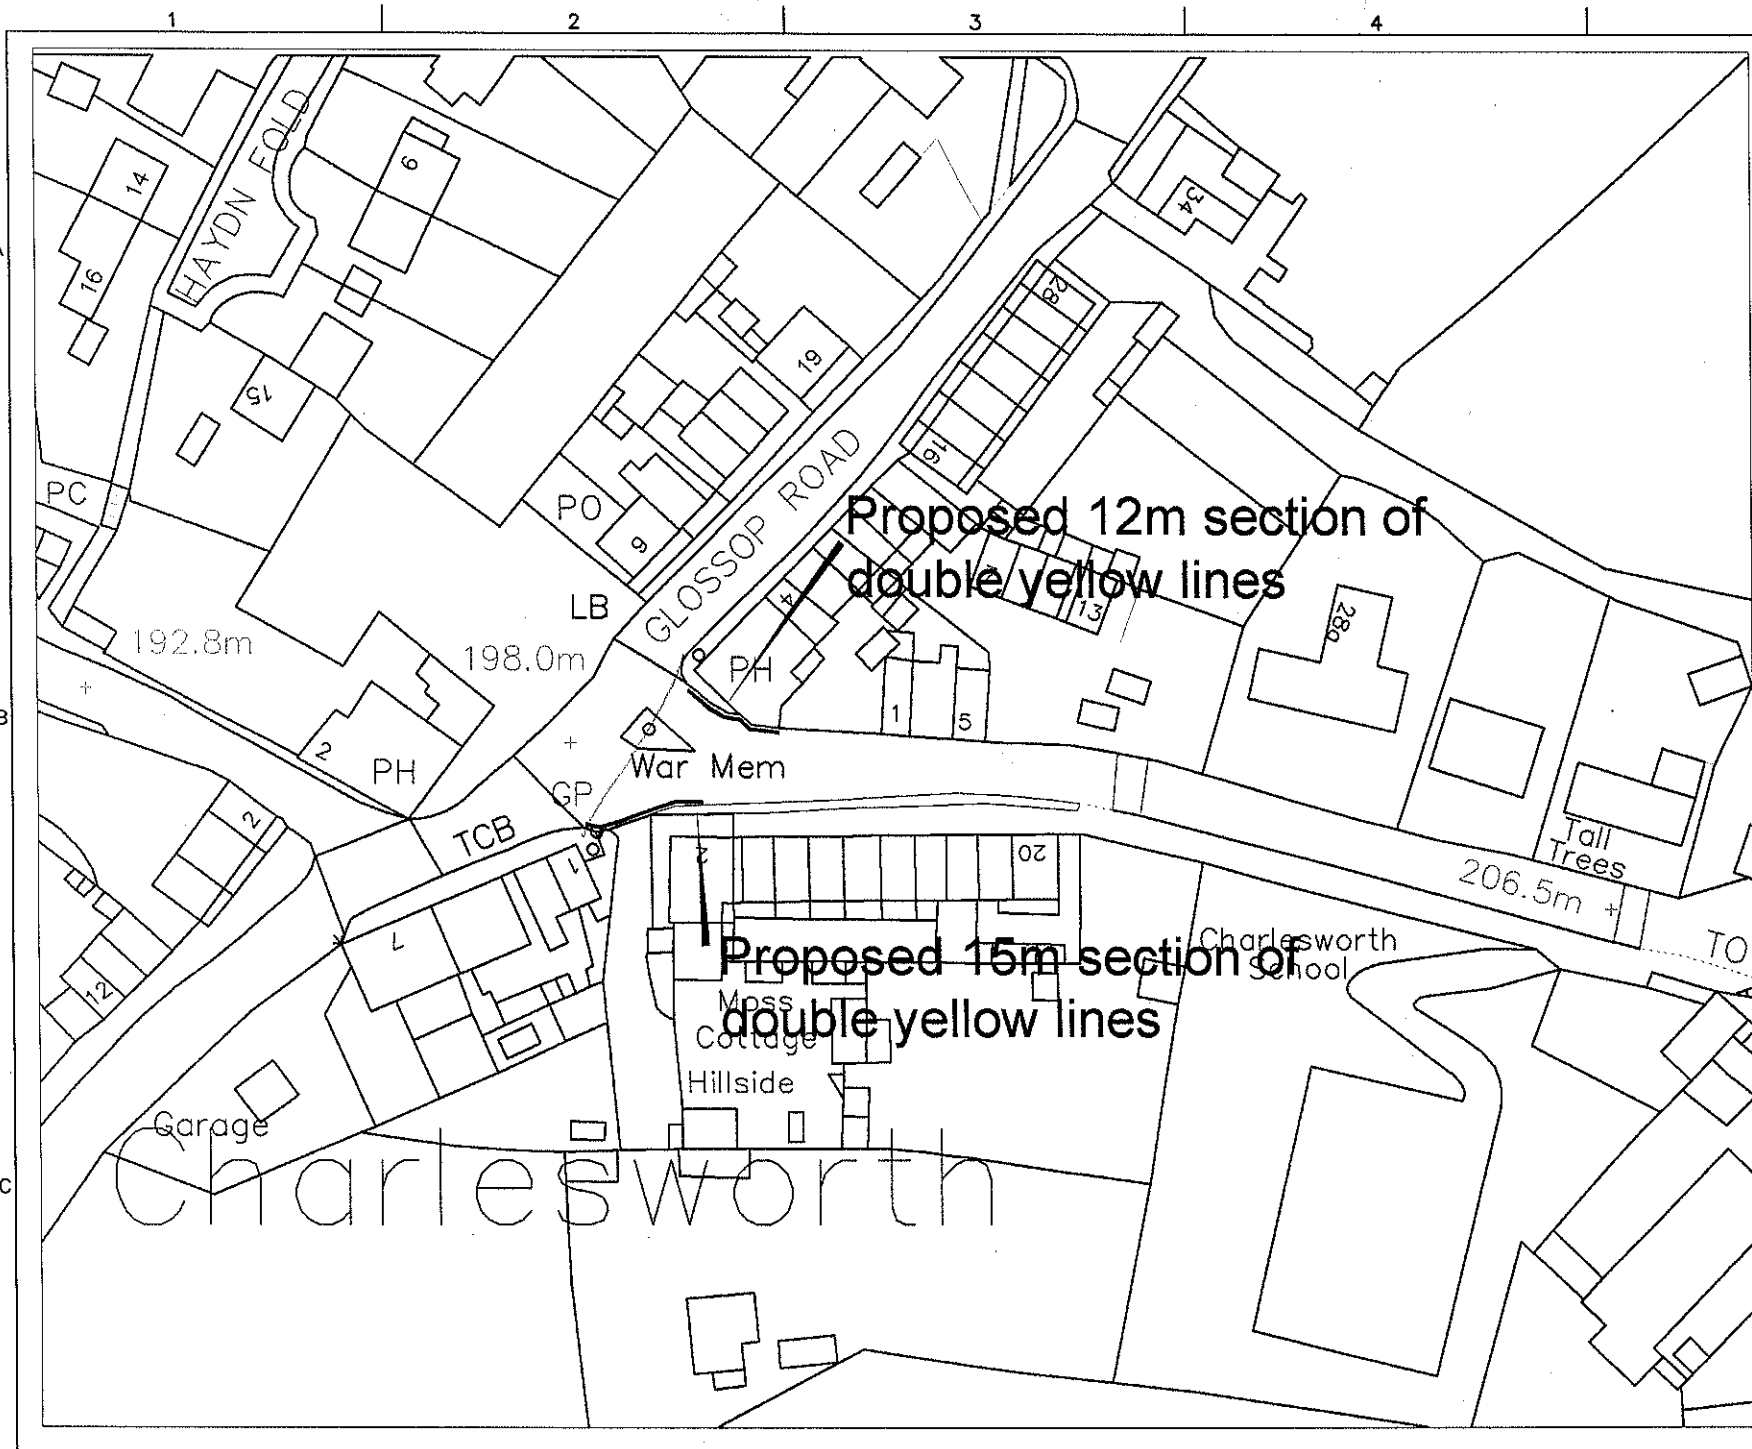 1 2 3 4
HAYDN FOLD
14
16
6
34
28
19
15
PC
PO
9
16
GLOSSOP ROAD
Proposed 12m section of
double yellow lines
LB
4
13
28a
192.8m
198.0m
PH
1
5
B
2
PH
War Mem
GP
TCB
2
1
2
20
Tall
Trees
206.5m
7
12
Charlesworth
School
TO
Proposed 15m section of
double yellow lines
Moss
Cottage
Hillside
Garage
Charlesworth
C